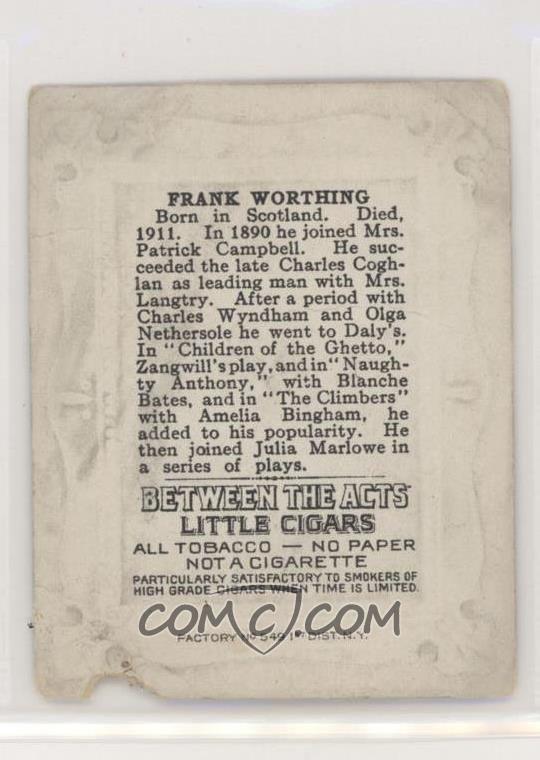 FRANK WORTHING
Born in Scotland. Died,
1911. In 1890 he joined Mrs.
Patrick Campbell. He suc-
ceeded the late Charles Cogh-
lan as leading man with Mrs.
Langtry. After a period with
Charles Wyndham and Olga
Nethersole he went to Daly's.
In "Children of the Ghetto,"
Zangwill's play, and in "Naugh-
ty Anthony," with Blanche
Bates, and in "The Climbers"
with Amelia Bingham, he
added to his popularity. He
then joined Julia Marlowe in
a series of plays.
BETWEEN THE ACTS
LITTLE CIGARS
ALL TOBACCO — NO PAPER
NOT A CIGARETTE
PARTICULARLY SATISFACTORY TO SMOKERS OF
HIGH GRADE CIGARS WHEN TIME IS LIMITED.
COMC.COM
FACTORY No 549 1st DIST. N.Y.